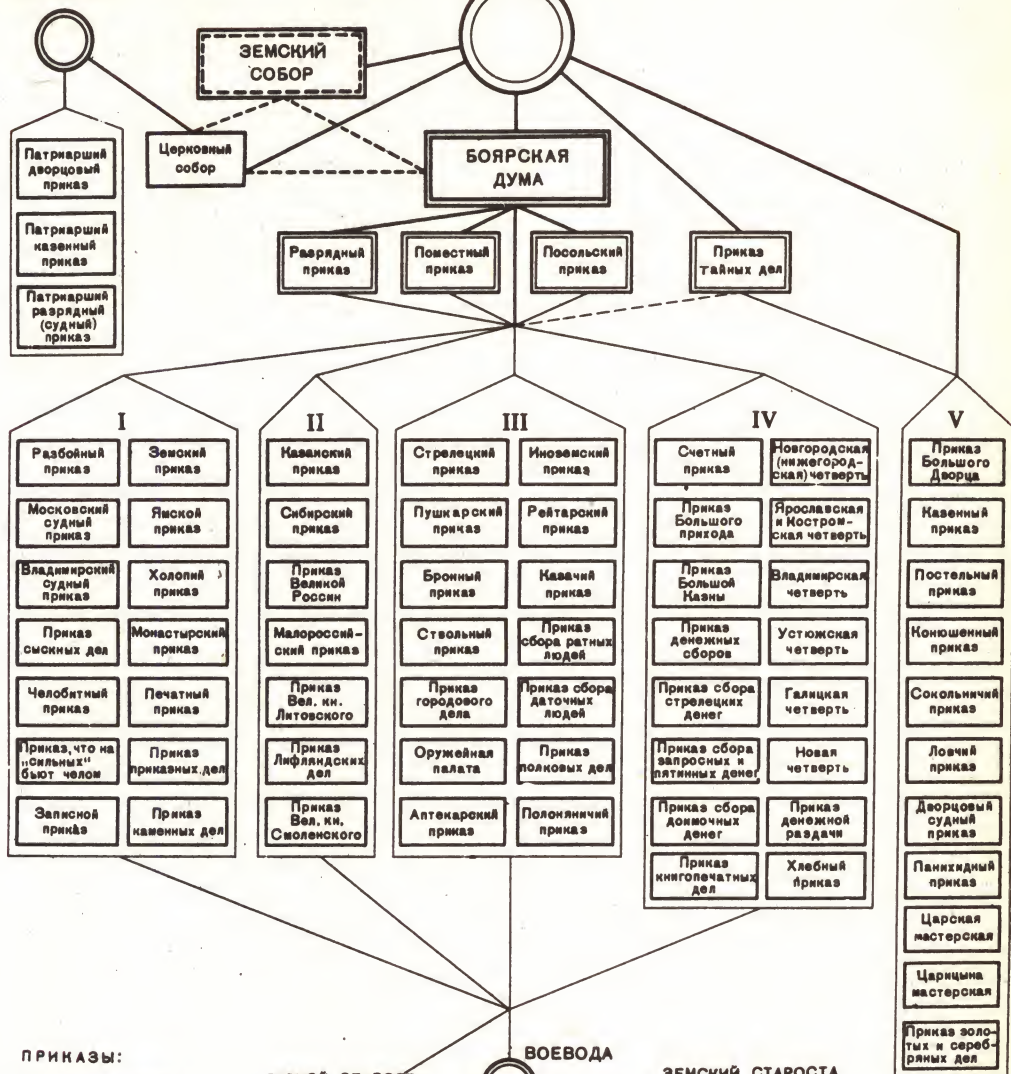 ЗЕМСКИЙ
СОБОР
Церковный
собор
БОЯРСКАЯ
ДУМА
Патриарший
дворцовый
приказ
Патриарший
казенный
приказ
Патриарший
разрядный
(судный)
приказ
Разрядный
приказ
Поместный
приказ
Посольский
приказ
Приказ
тайных дел
I
Разбойный
приказ
Земский
приказ
Московский
судный
приказ
Ямской
приказ
Владимирский
судный
приказ
Холопий
приказ
Приказ
сыскных дел
Монастырский
приказ
Челобитный
приказ
Печатный
приказ
Приказ, что на
„сильных“
бьют челом
Приказ
приказных дел
Записной
приказ
Приказ
каменных дел
II
Казанский
приказ
Сибирский
приказ
Приказ
Великой
России
Малороссий-
ский приказ
Приказ
Вел. кн.
Литовского
Приказ
Лифляндских
дел
Приказ
Вел. кн.
Смоленского
III
Стрелецкий
приказ
Иноземский
приказ
Пушкарский
приказ
Рейтарский
приказ
Бронный
приказ
Казачий
приказ
Ствольный
приказ
Приказ
сбора ратных
людей
Приказ
городового
дела
Приказ сбора
даточных
людей
Оружейная
палата
Приказ
полковых дел
Аптекарский
приказ
Полоняничий
приказ
IV
Счетный
приказ
Новгородская
(нижегород-
ская) четверть
Приказ
Большого
прихода
Ярославская
и Костром-
ская четверть
Приказ
Большой
Казны
Владимирская
четверть
Приказ
денежных
сборов
Устюжская
четверть
Приказ сбора
стрелецких
денег
Галицкая
четверть
Приказ сбора
запросных и
пятинных денег
Новая
четверть
Приказ сбора
доимочных
денег
Приказ
денежной
раздачи
Приказ
книгопечатных
дел
Хлебный
приказ
V
Приказ
Большого
Дворца
Казенный
приказ
Постельный
приказ
Конюшенный
приказ
Сокольничий
приказ
Ловчий
приказ
Дворцовый
судный
приказ
Панихидный
приказ
Царская
мастерская
Царицына
мастерская
Приказ золо-
тых и сереб-
ряных дел
ПРИКАЗЫ:
ВОЕВОДА
ЗЕМСКИЙ СТАРОСТА